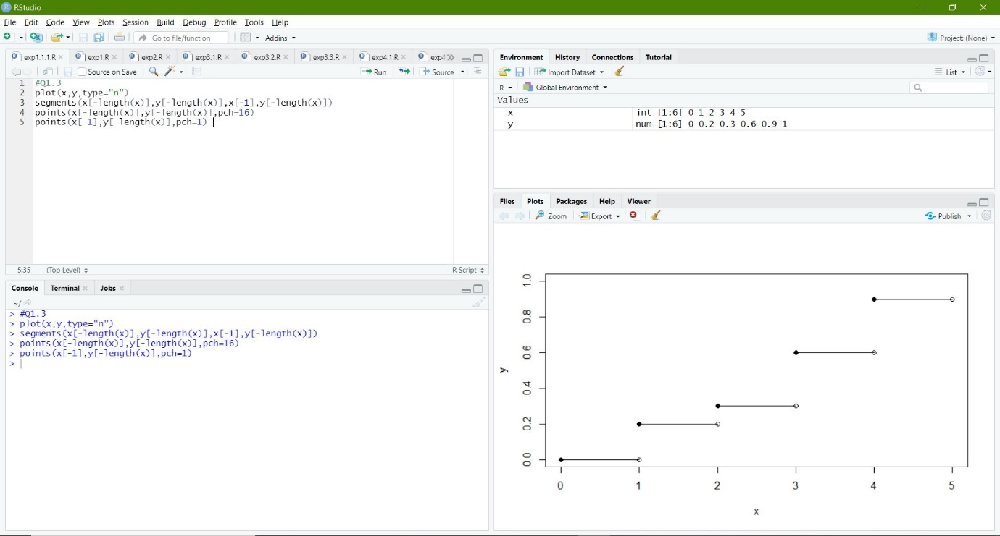 RStudio
File Edit Code View Plots Session Build Debug Profile Tools Help
Go to file/function Addins Project: (None)
exp1.1.1.R exp1.R exp2.R exp3.1.R exp3.2.R exp3.3.R exp4.1.R exp4
Source on Save Run Source
1 #Q1.3
2 plot(x,y,type="n")
3 segments(x[-length(x)],y[-length(x)],x[-1],y[-length(x)])
4 points(x[-length(x)],y[-length(x)],pch=16)
5 points(x[-1],y[-length(x)],pch=1)
5:35 (Top Level) R Script
Console Terminal Jobs
~/
> #Q1.3
> plot(x,y,type="n")
> segments(x[-length(x)],y[-length(x)],x[-1],y[-length(x)])
> points(x[-length(x)],y[-length(x)],pch=16)
> points(x[-1],y[-length(x)],pch=1)
>
Environment History Connections Tutorial
Import Dataset List
R Global Environment
Values
x int [1:6] 0 1 2 3 4 5
y num [1:6] 0 0.2 0.3 0.6 0.9 1
Files Plots Packages Help Viewer
Zoom Export Publish
1.0
0.8
0.6
y
0.4
0.2
0.0
0 1 2 3 4 5
x